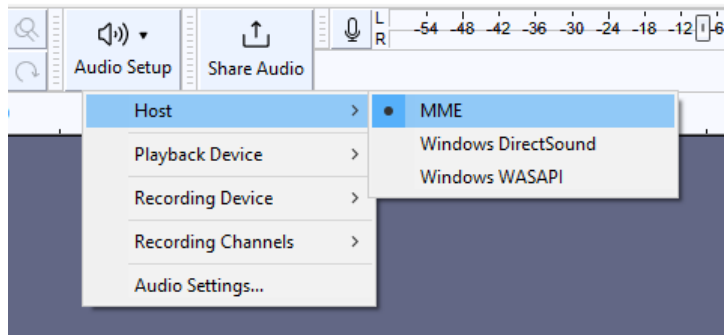 L
R
-54 -48 -42 -36 -30 -24 -18 -12 -6
Audio Setup
Share Audio
Host
MME
Windows DirectSound
Windows WASAPI
Playback Device
Recording Device
Recording Channels
Audio Settings...